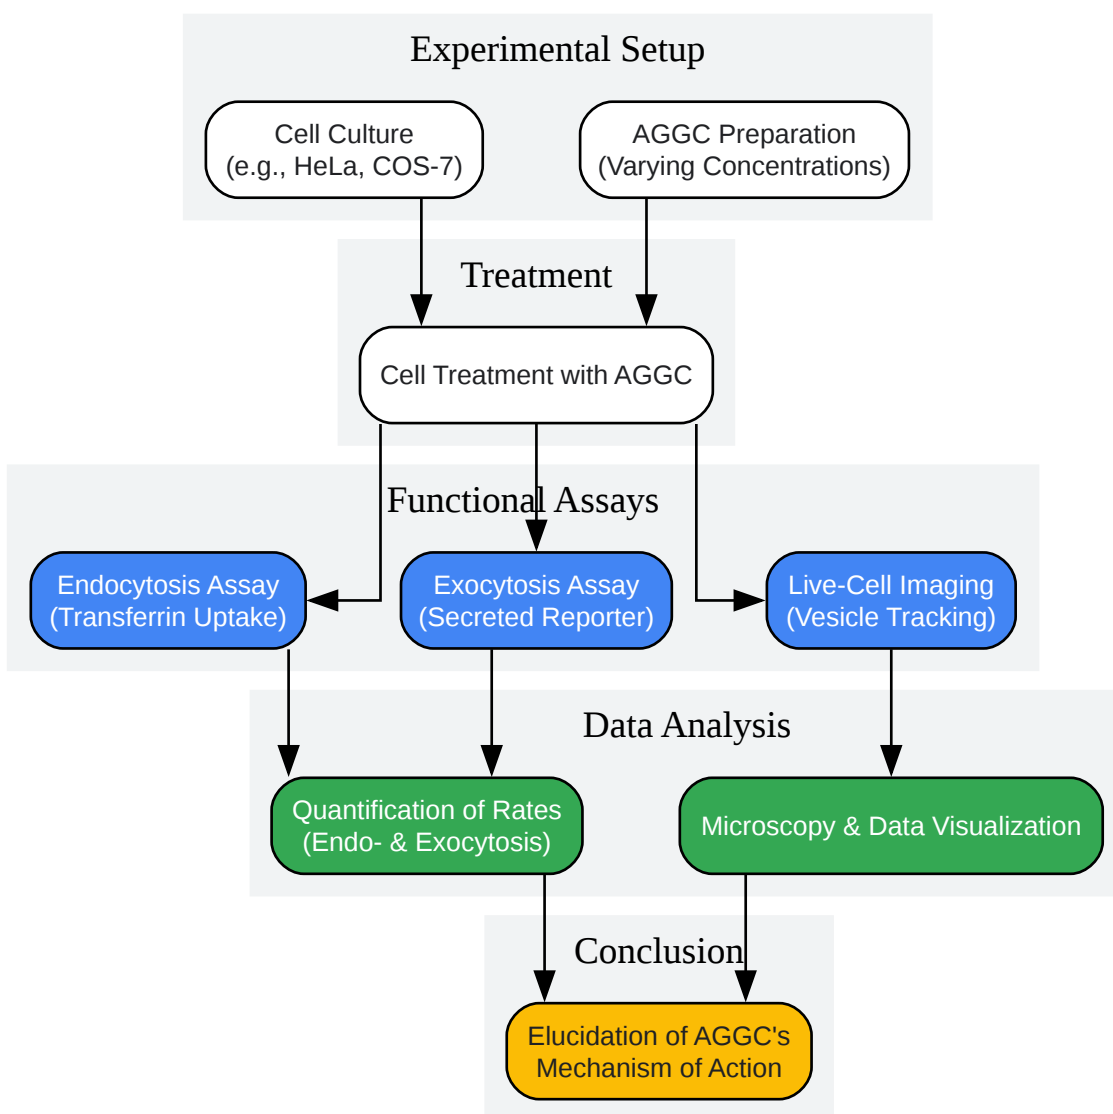 Experimental Setup
Cell Culture
(e.g., HeLa, COS-7)
AGGC Preparation
(Varying Concentrations)
Treatment
Cell Treatment with AGGC
Functional Assays
Endocytosis Assay
(Transferrin Uptake)
Exocytosis Assay
(Secreted Reporter)
Live-Cell Imaging
(Vesicle Tracking)
Data Analysis
Quantification of Rates
(Endo- & Exocytosis)
Microscopy & Data Visualization
Conclusion
Elucidation of AGGC's
Mechanism of Action